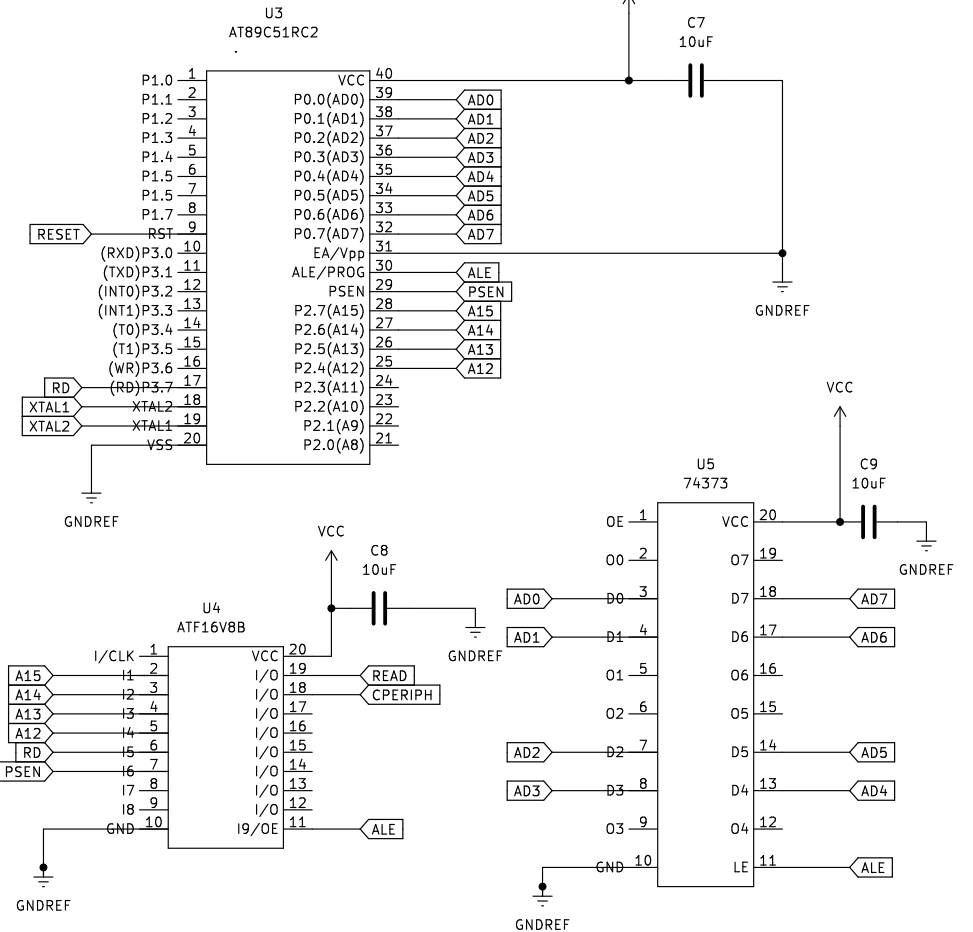 U3
AT89C51RC2
C7
10uF
P1.0 1
P1.1 2
P1.2 3
P1.3 4
P1.4 5
P1.5 6
P1.5 7
P1.7 8
RESET RST 9
(RXD)P3.0 10
(TXD)P3.1 11
(INT0)P3.2 12
(INT1)P3.3 13
(T0)P3.4 14
(T1)P3.5 15
(WR)P3.6 16
RD (RD)P3.7 17
XTAL1 XTAL2 18
XTAL2 XTAL1 19
VSS 20
GNDREF
VCC 40
P0.0(AD0) 39 AD0
P0.1(AD1) 38 AD1
P0.2(AD2) 37 AD2
P0.3(AD3) 36 AD3
P0.4(AD4) 35 AD4
P0.5(AD5) 34 AD5
P0.6(AD6) 33 AD6
P0.7(AD7) 32 AD7
EA/Vpp 31
ALE/PROG 30 ALE
PSEN 29 PSEN
P2.7(A15) 28 A15
P2.6(A14) 27 A14
P2.5(A13) 26 A13
P2.4(A12) 25 A12
P2.3(A11) 24
P2.2(A10) 23
P2.1(A9) 22
P2.0(A8) 21
GNDREF
VCC
C8
10uF
GNDREF
U4
ATF16V8B
I/CLK 1
A15 I1 2
A14 I2 3
A13 I3 4
A12 I4 5
RD I5 6
PSEN I6 7
I7 8
I8 9
GND 10
GNDREF
VCC 20
I/O 19 READ
I/O 18 CPERIPH
I/O 17
I/O 16
I/O 15
I/O 14
I/O 13
I/O 12
I9/OE 11 ALE
VCC
C9
10uF
GNDREF
U5
74373
OE 1
O0 2
AD0 D0 3
AD1 D1 4
O1 5
O2 6
AD2 D2 7
AD3 D3 8
O3 9
GND 10
GNDREF
VCC 20
O7 19
D7 18 AD7
D6 17 AD6
O6 16
O5 15
D5 14 AD5
D4 13 AD4
O4 12
LE 11 ALE